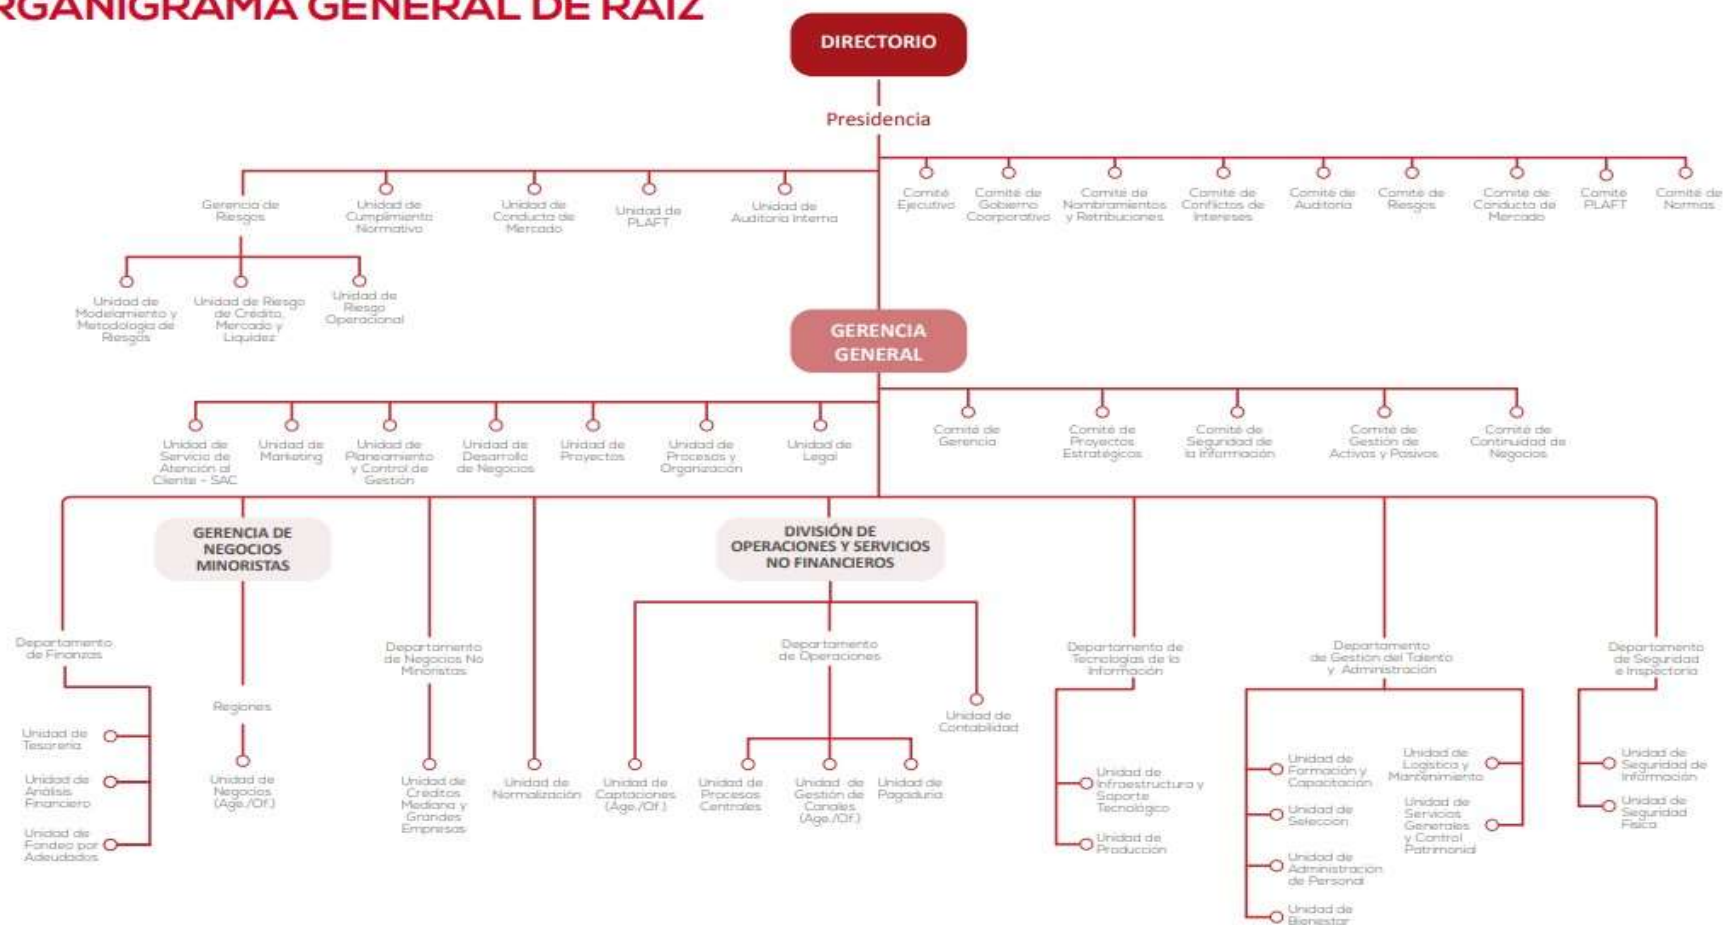 RGANIGRAMA GENERAL DE RAÍZ
DIRECTORIO
Presidencia
Gerencia de
Riesgos
Unidad de
Cumplimiento
Normativo
Unidad de
Conducta de
Mercado
Unidad de
PLAFT
Unidad de
Auditoría Interna
Comité
Ejecutivo
Comité de
Gobierno
Coorporativo
Comité de
Nombramientos
y Retribuciones
Comité de
Conflictos de
Intereses
Comité de
Auditoría
Comité de
Riesgos
Comité de
Conducta de
Mercado
Comité
PLAFT
Comité de
Normas
Unidad de
Modelamiento y
Metodología de
Riesgos
Unidad de Riesgo
de Crédito,
Mercado y
Liquidez
Unidad de
Riesgo
Operacional
GERENCIA
GENERAL
Unidad de
Servicio de
Atención al
Cliente - SAC
Unidad de
Marketing
Unidad de
Planeamiento
y Control de
Gestión
Unidad de
Desarrollo
de Negocios
Unidad de
Proyectos
Unidad de
Procesos y
Organización
Unidad de
Legal
Comité de
Gerencia
Comité de
Proyectos
Estratégicos
Comité de
Seguridad de
la Información
Comité de
Gestión de
Activos y Pasivos
Comité de
Continuidad de
Negocios
GERENCIA DE
NEGOCIOS
MINORISTAS
DIVISIÓN DE
OPERACIONES Y SERVICIOS
NO FINANCIEROS
Departamento
de Finanzas
Departamento
de Negocios No
Minoristas
Departamento
de Operaciones
Departamento de
Tecnologías de la
Información
Departamento
de Gestión del Talento
y Administración
Departamento
de Seguridad
e Inspectoría
Unidad de
Tesorería
Unidad de
Análisis
Financiero
Unidad de
Fondeo por
Adeudados
Regiones
Unidad de
Negocios
(Age./Of.)
Unidad de
Créditos
Mediana y
Grandes
Empresas
Unidad de
Normalización
Unidad de
Captaciones
(Age./Of.)
Unidad de
Procesos
Centrales
Unidad de
Gestión de
Canales
(Age./Of.)
Unidad de
Pagaduría
Unidad de
Contabilidad
Unidad de
Infraestructura y
Soporte
Tecnológico
Unidad de
Producción
Unidad de
Formación y
Capacitación
Unidad de
Selección
Unidad de
Administración
de Personal
Unidad de
Bienestar
Unidad de
Logística y
Mantenimiento
Unidad de
Servicios
Generales
y Control
Patrimonial
Unidad de
Seguridad de
Información
Unidad de
Seguridad
Física